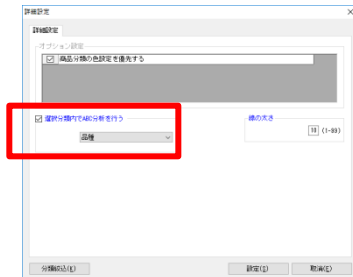 詳細設定
詳細設定
オプション設定
商品分類の色設定を優先する
選択分類内でABC分析を行う
品種
線の太さ
10 (1-99)
分類絞込(K)
設定(S)
取消(C)